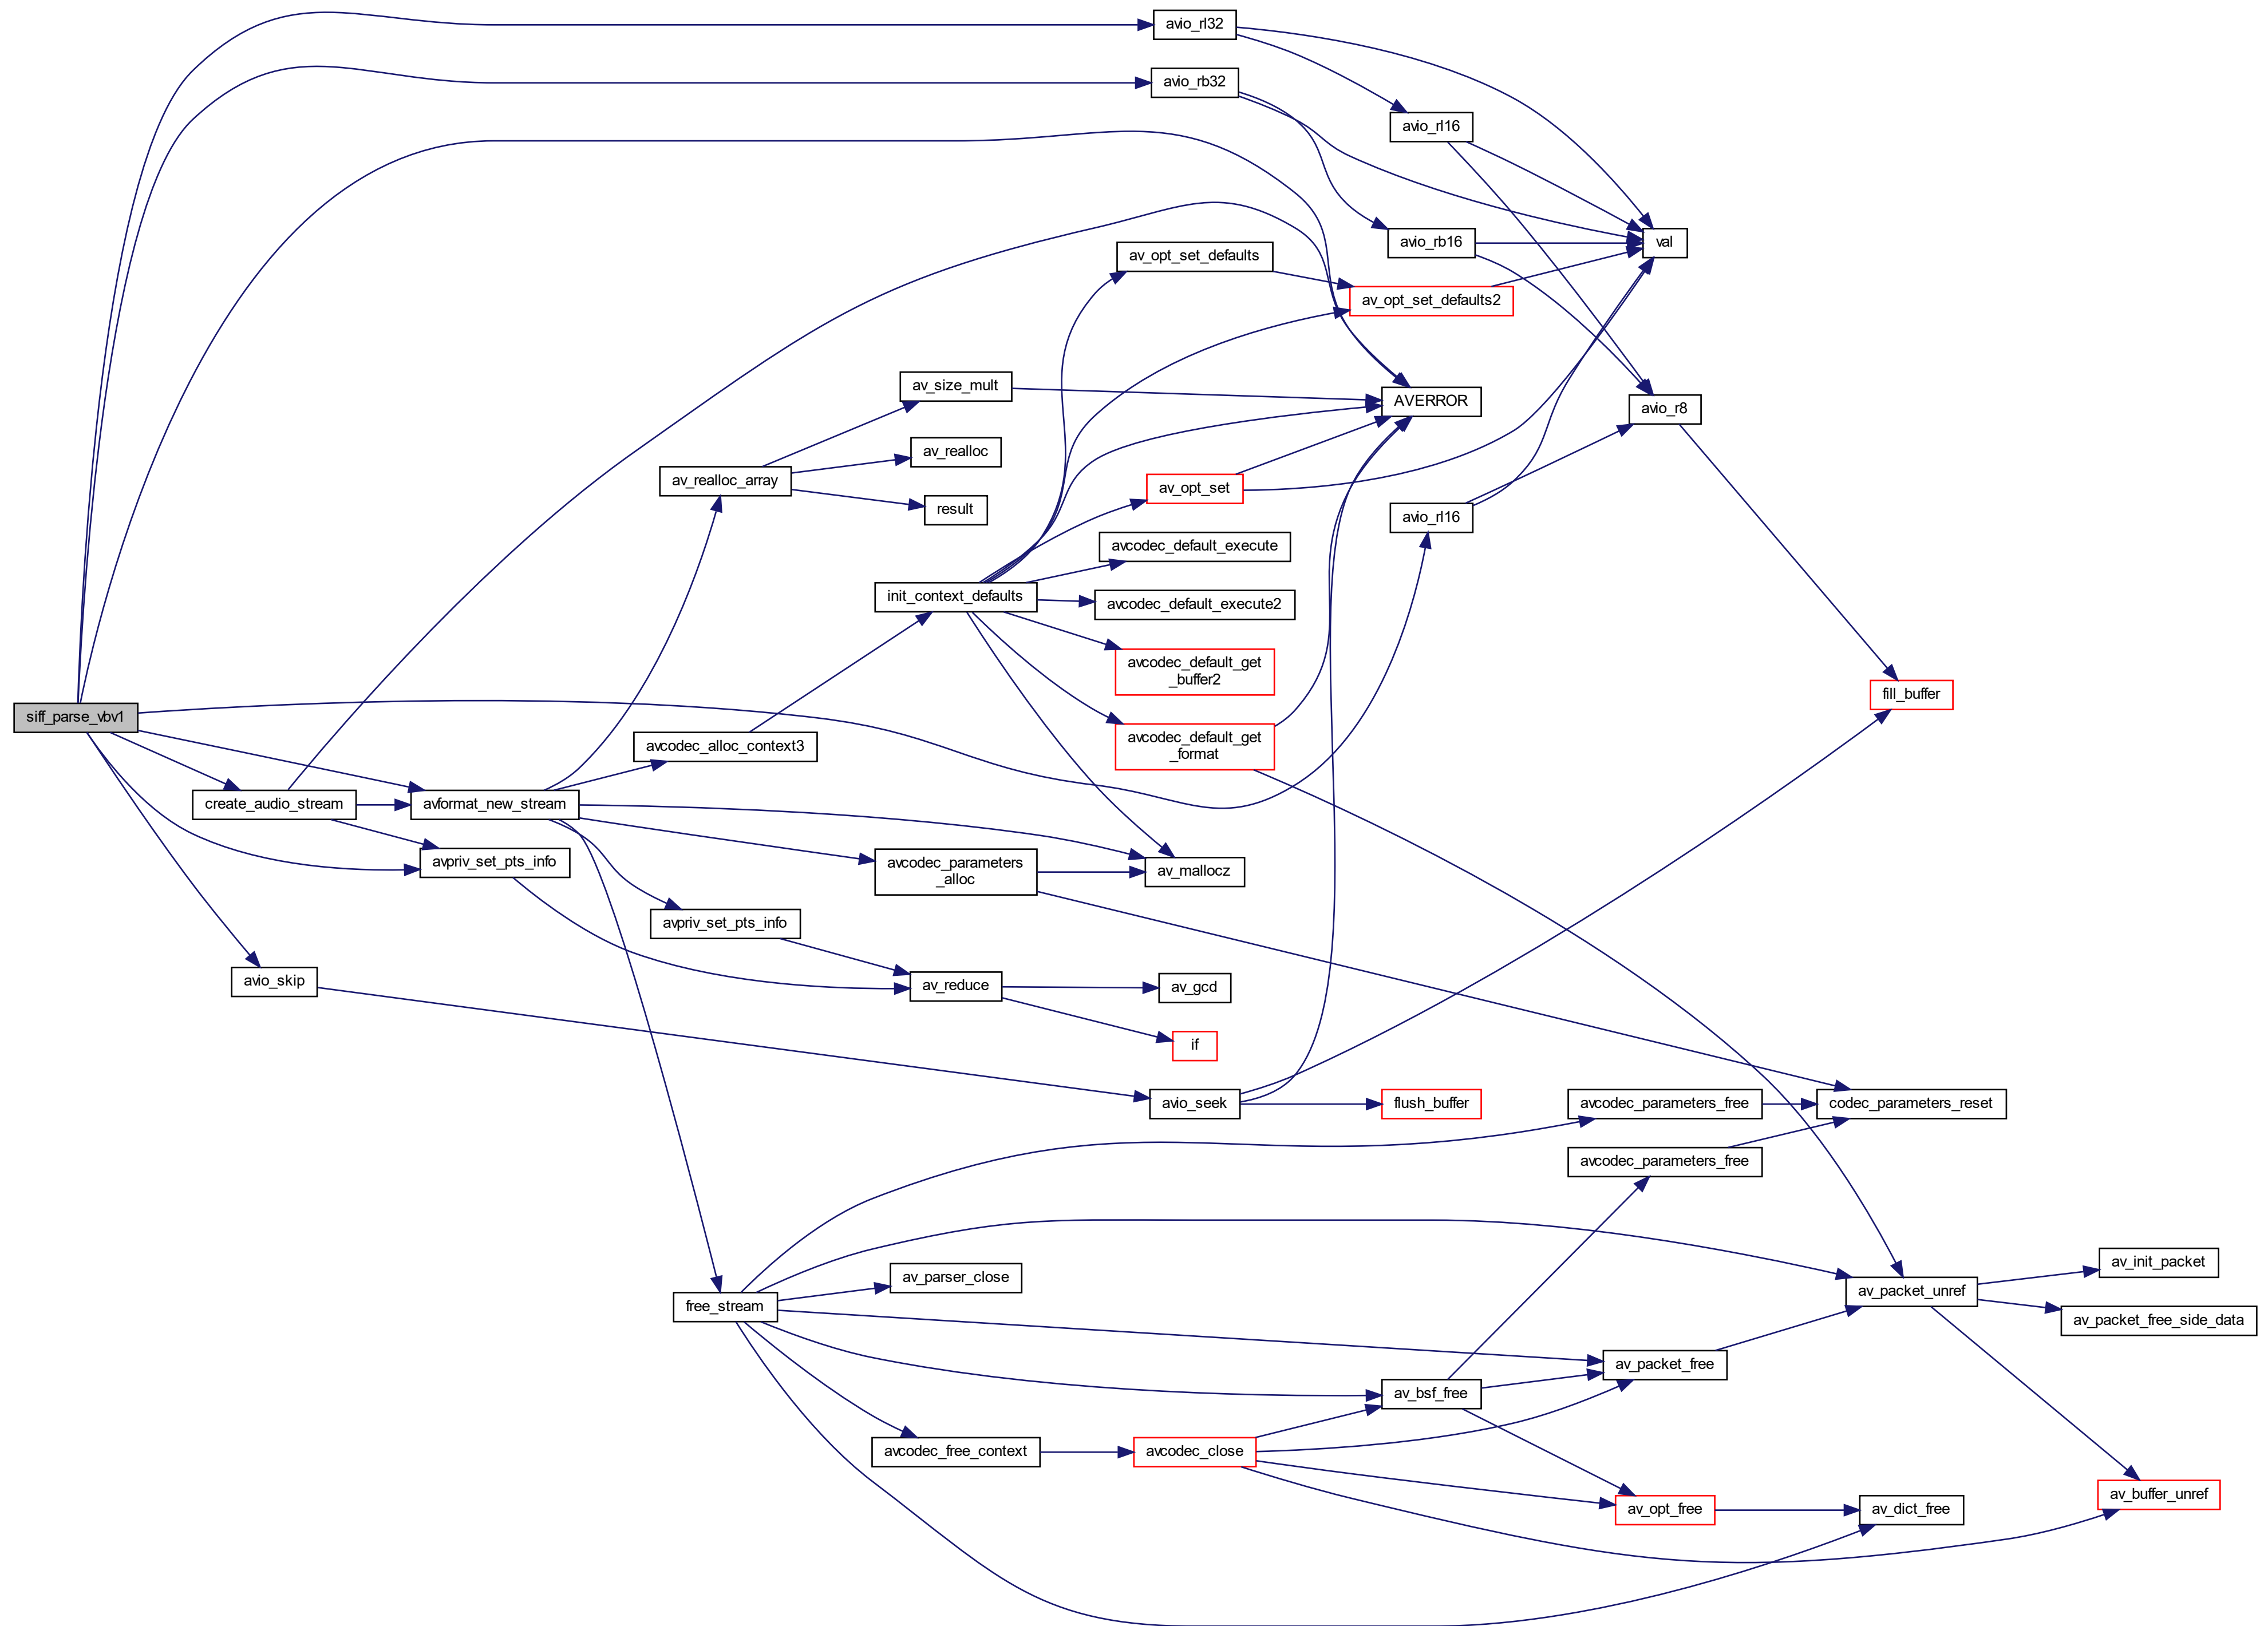 avio_rl32
avio_rb32
avio_rl16
avio_rb16
val
av_opt_set_defaults
av_opt_set_defaults2
av_size_mult
AVERROR
avio_r8
av_realloc
av_realloc_array
av_opt_set
result
avio_rl16
avcodec_default_execute
init_context_defaults
avcodec_default_execute2
avcodec_default_get
_buffer2
fill_buffer
siff_parse_vbv1
avcodec_alloc_context3
avcodec_default_get
_format
create_audio_stream
avformat_new_stream
avpriv_set_pts_info
avcodec_parameters
_alloc
av_mallocz
avpriv_set_pts_info
avio_skip
av_reduce
av_gcd
if
avio_seek
flush_buffer
avcodec_parameters_free
codec_parameters_reset
avcodec_parameters_free
av_init_packet
av_parser_close
av_packet_unref
free_stream
av_packet_free_side_data
av_packet_free
av_bsf_free
avcodec_free_context
avcodec_close
av_buffer_unref
av_opt_free
av_dict_free